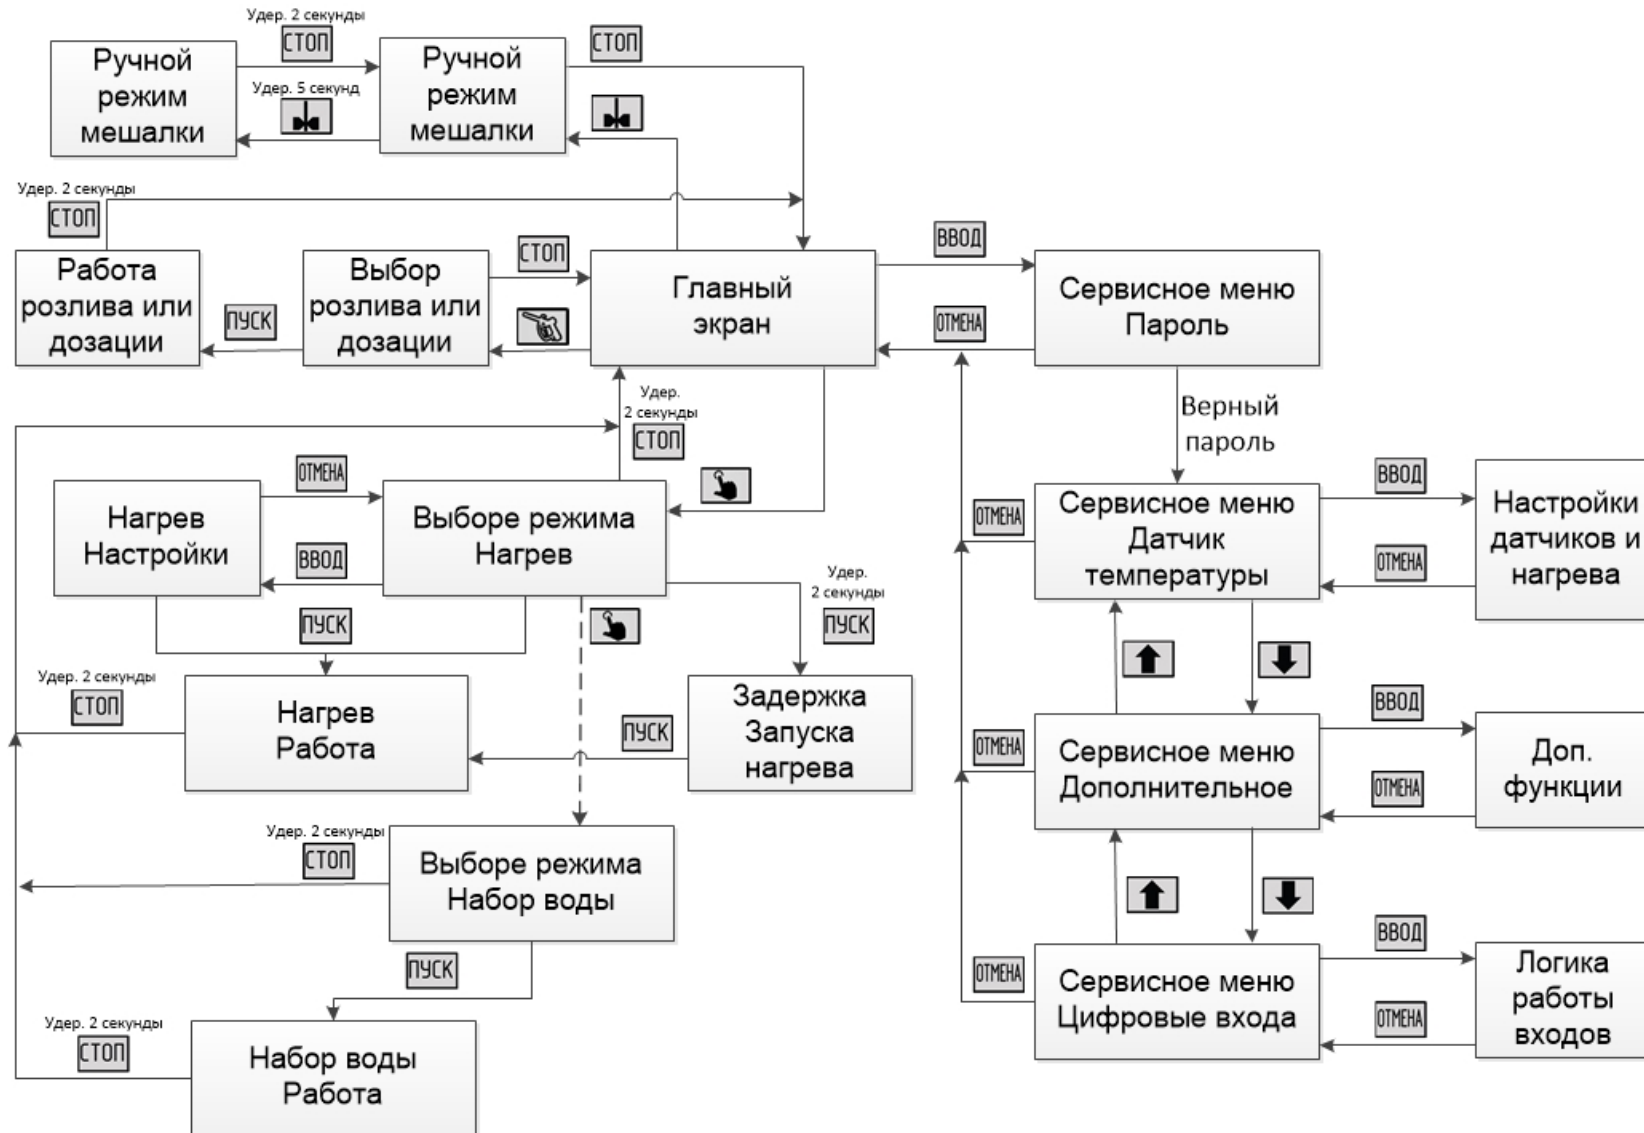 Удер. 2 секунды
СТОП
СТОП
Ручной
режим
мешалки
Удер. 5 секунд
Ручной
режим
мешалки
Удер. 2 секунды
СТОП
Работа
розлива или
дозации
ПУСК
Выбор
розлива или
дозации
СТОП
Главный
экран
ВВОД
ОТМЕНА
Сервисное меню
Пароль
Верный
пароль
Удер.
2 секунды
СТОП
Нагрев
Настройки
ОТМЕНА
ВВОД
Выборе режима
Нагрев
ПУСК
Удер.
2 секунды
ПУСК
Удер. 2 секунды
СТОП
Нагрев
Работа
ПУСК
Задержка
Запуска
нагрева
Удер. 2 секунды
СТОП
Выборе режима
Набор воды
ПУСК
Удер. 2 секунды
СТОП
Набор воды
Работа
ОТМЕНА
Сервисное меню
Датчик
температуры
ВВОД
ОТМЕНА
Настройки
датчиков и
нагрева
ОТМЕНА
Сервисное меню
Дополнительное
ВВОД
ОТМЕНА
Доп.
функции
ОТМЕНА
Сервисное меню
Цифровые входа
ВВОД
ОТМЕНА
Логика
работы
входов